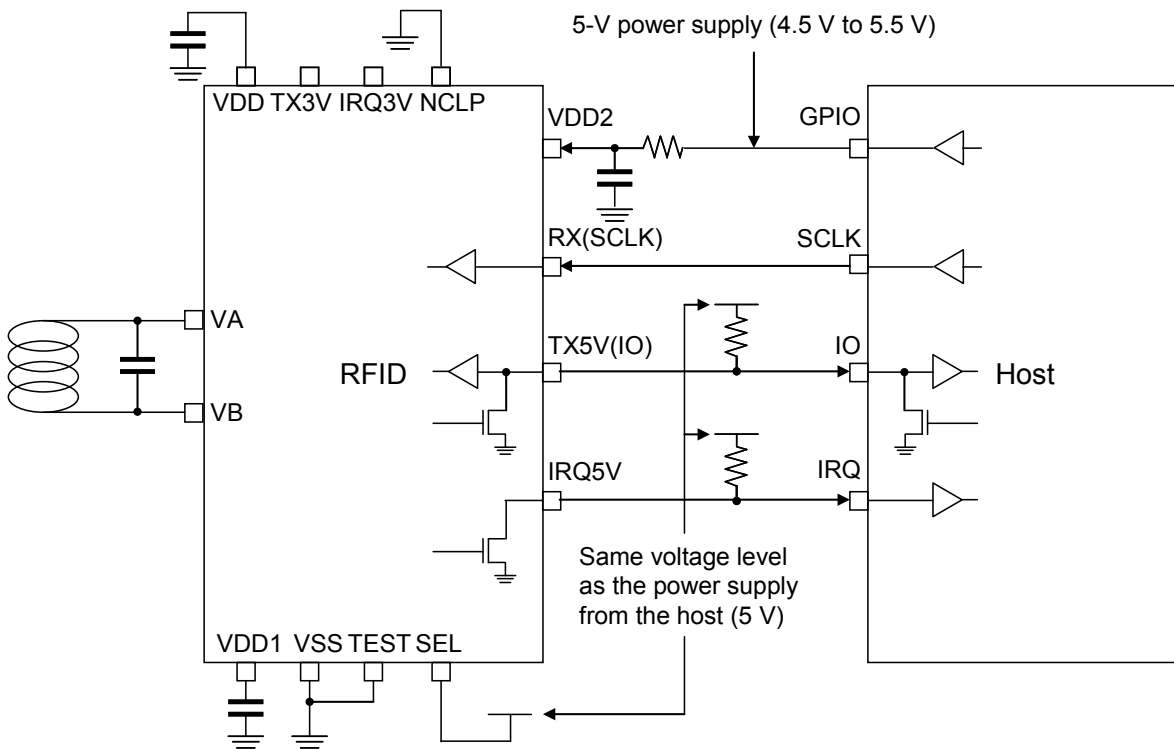 5-V power supply (4.5 V to 5.5 V)
VDD TX3V IRQ3V NCLP
VDD2
GPIO
RX(SCLK)
SCLK
VA
TX5V(IO)
IO
RFID
Host
VB
IRQ5V
IRQ
Same voltage level
as the power supply
from the host (5 V)
VDD1 VSS TEST SEL